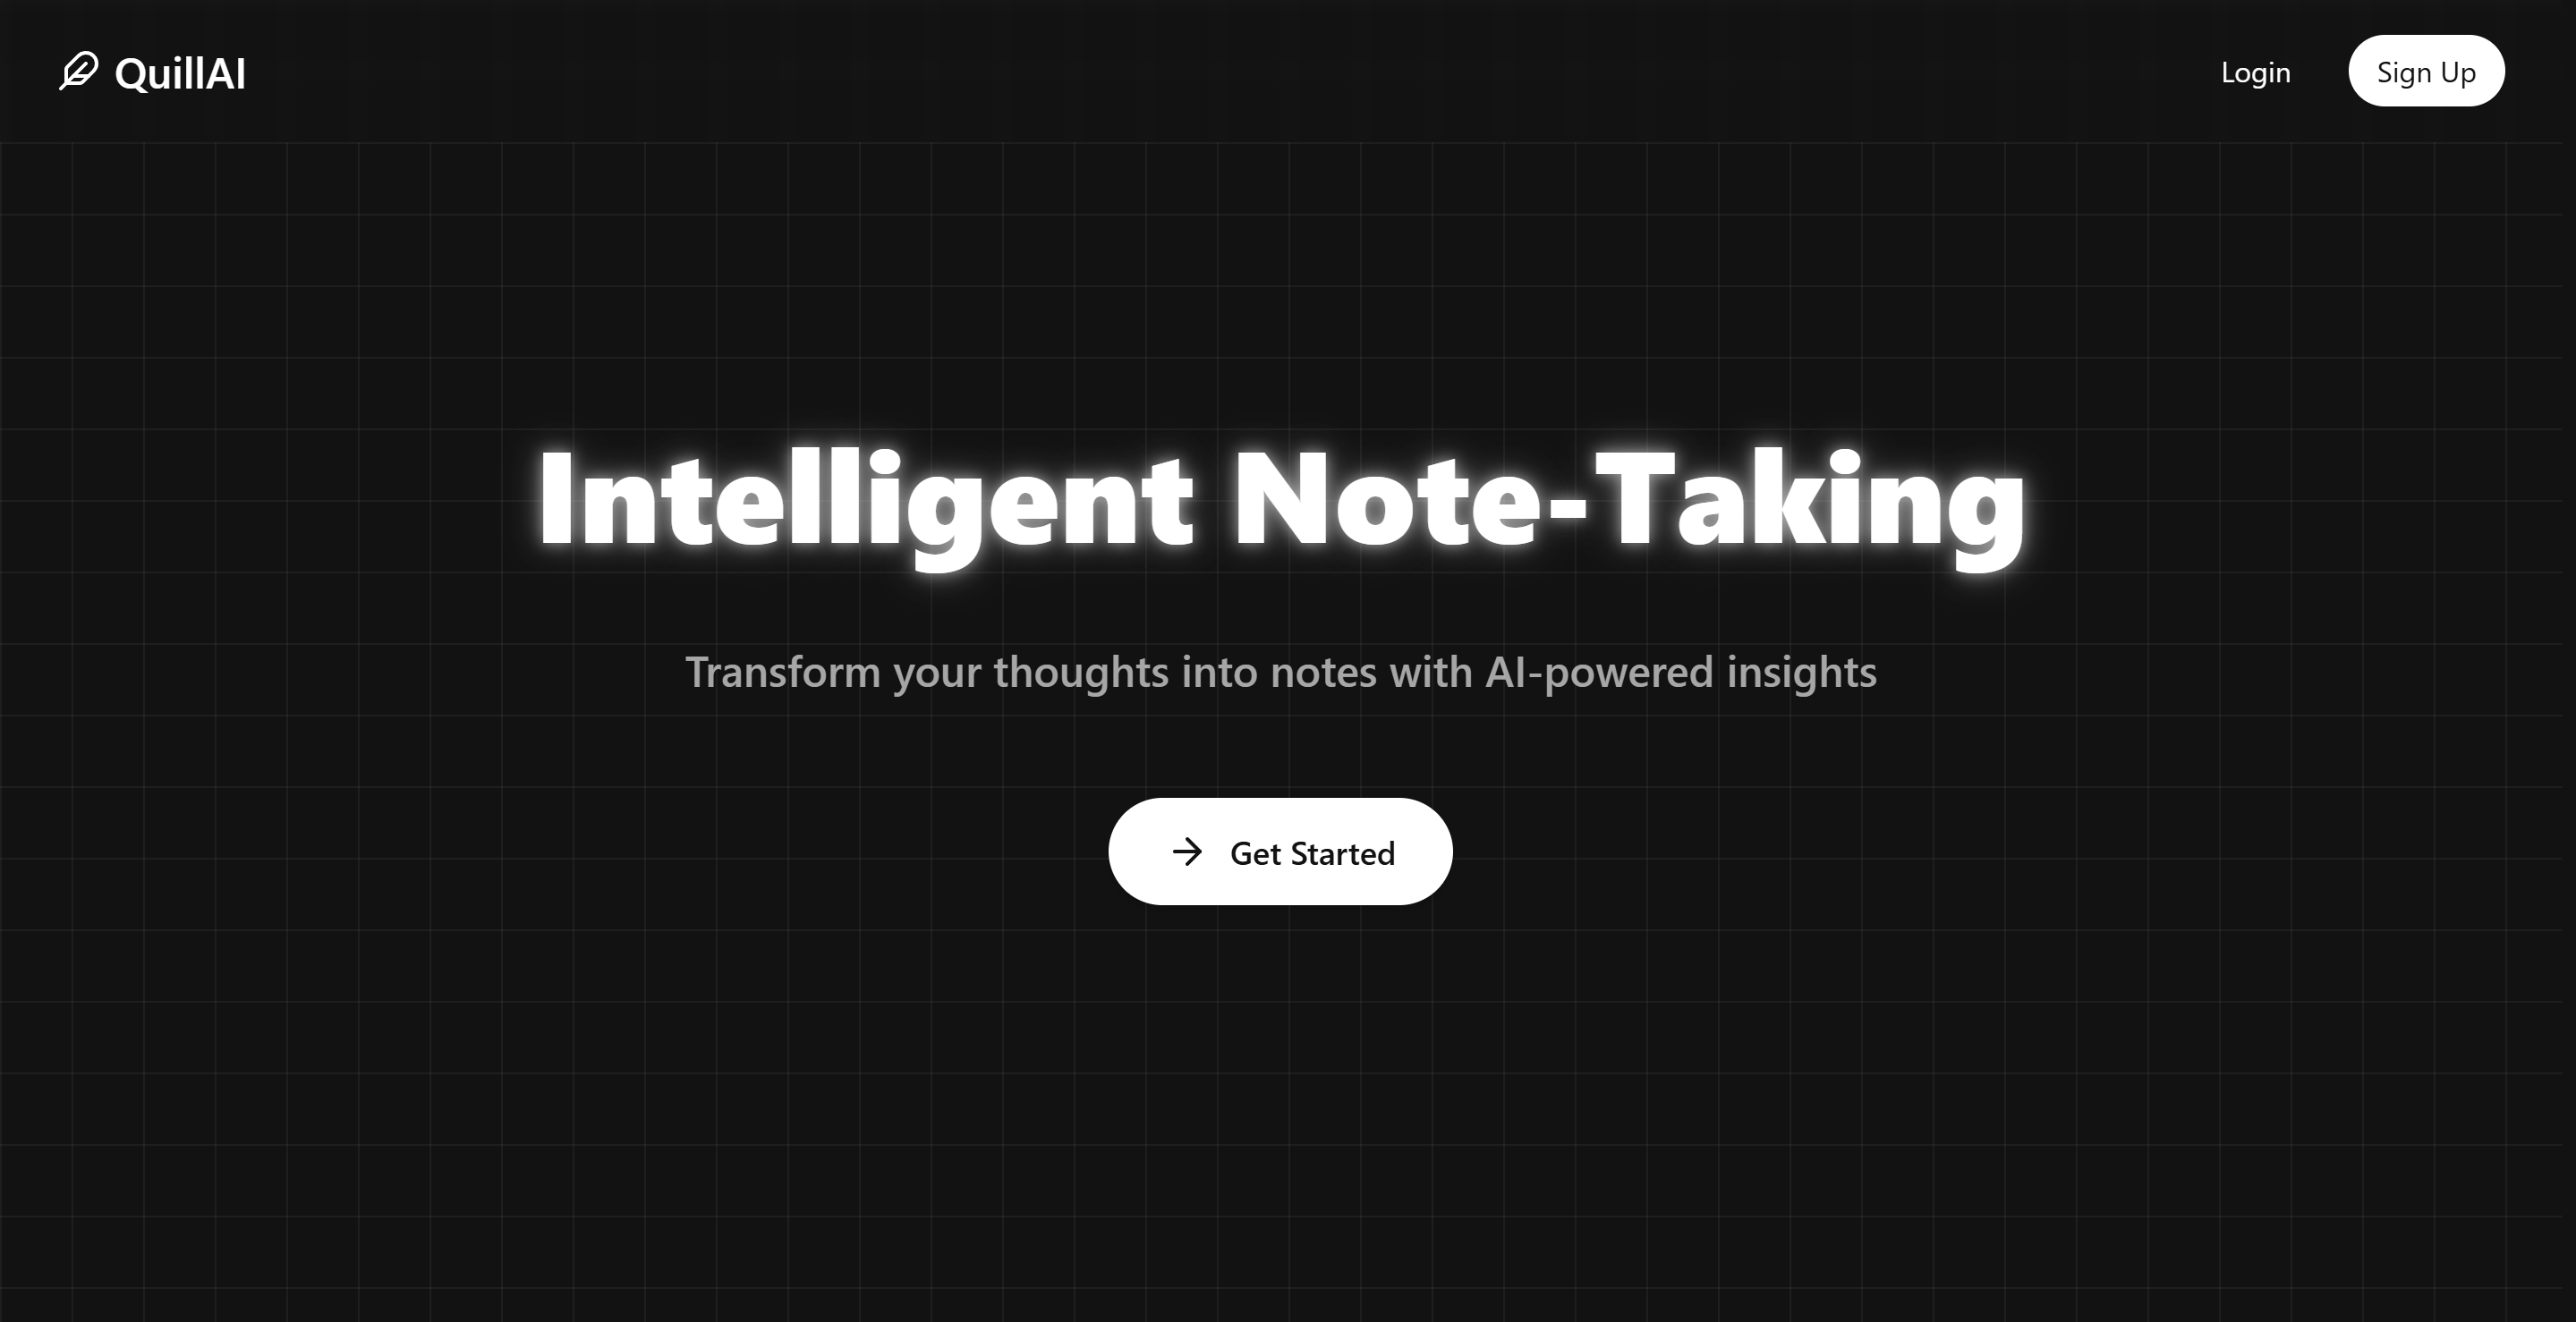 QuillAI
Login
Sign Up
Intelligent Note-Taking
Transform your thoughts into notes with AI-powered insights
Get Started